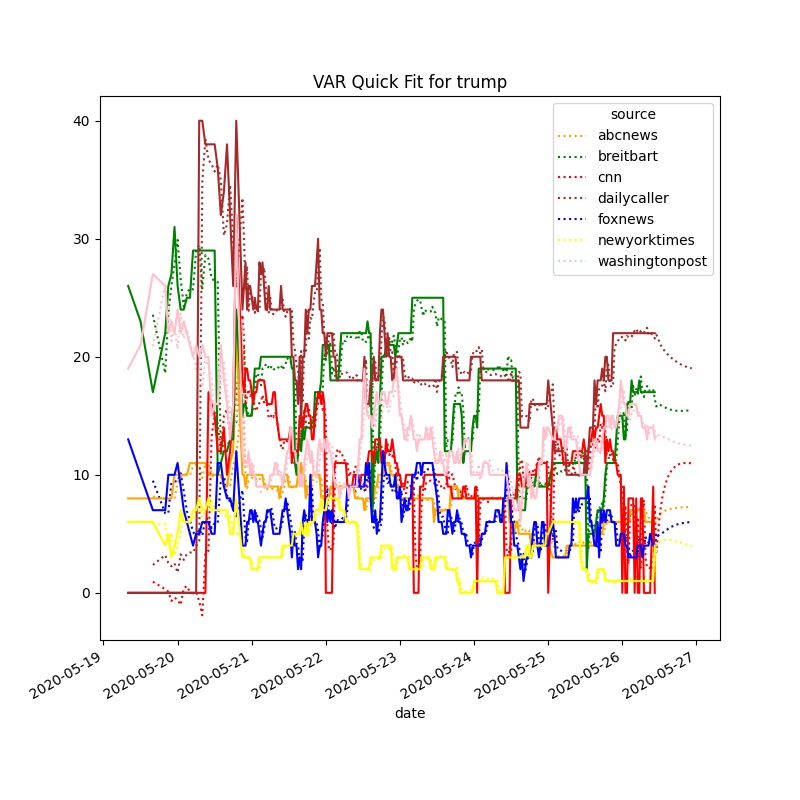 VAR Quick Fit for trump
source
abcnews
breitbart
cnn
dailycaller
foxnews
newyorktimes
washingtonpost
40
30
20
10
0
2020-05-19
2020-05-20
2020-05-21
2020-05-22
2020-05-23
2020-05-24
2020-05-25
2020-05-26
2020-05-27
date